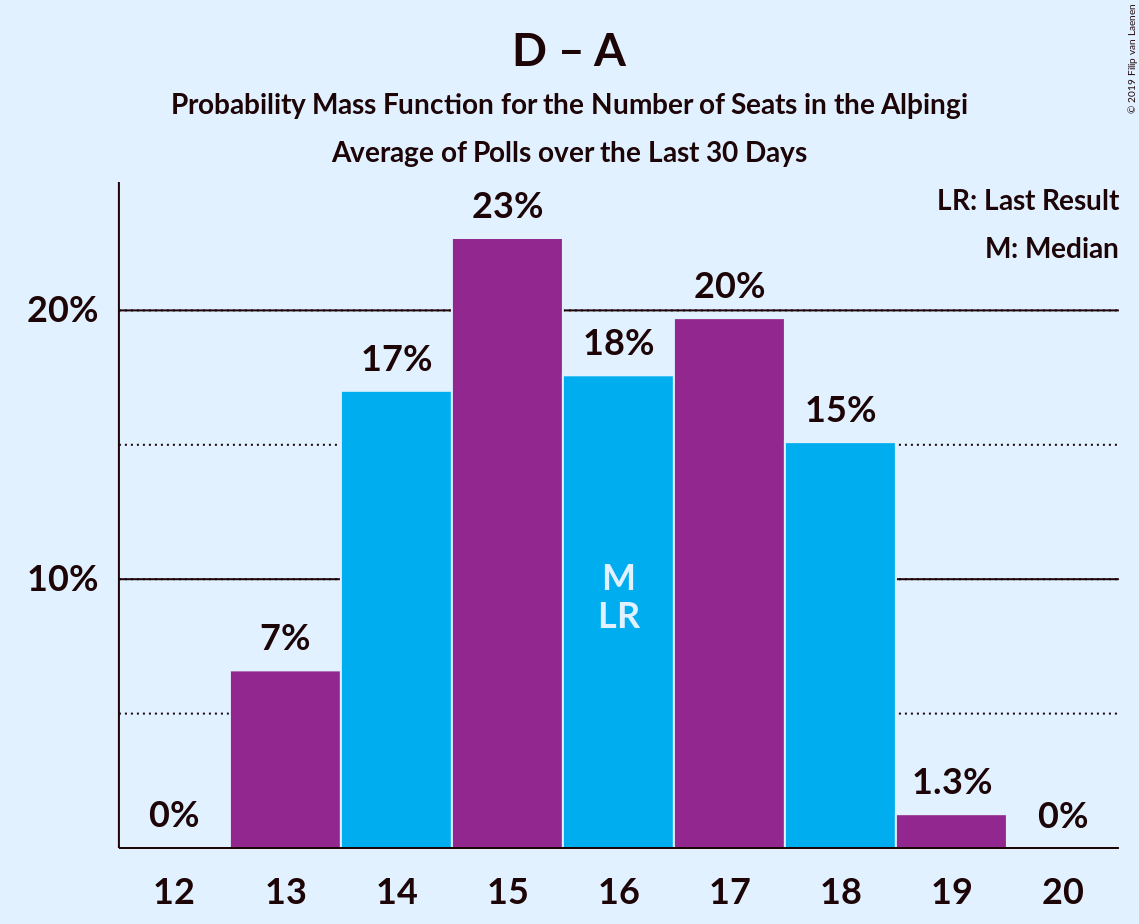 D – A
Probability Mass Function for the Number of Seats in the Alþingi
Average of Polls over the Last 30 Days
© 2019 Filip van Laenen
LR: Last Result
M: Median
23%
20%
20%
18%
17%
15%
M
LR
10%
7%
1.3%
0%
0%
12 13 14 15 16 17 18 19 20